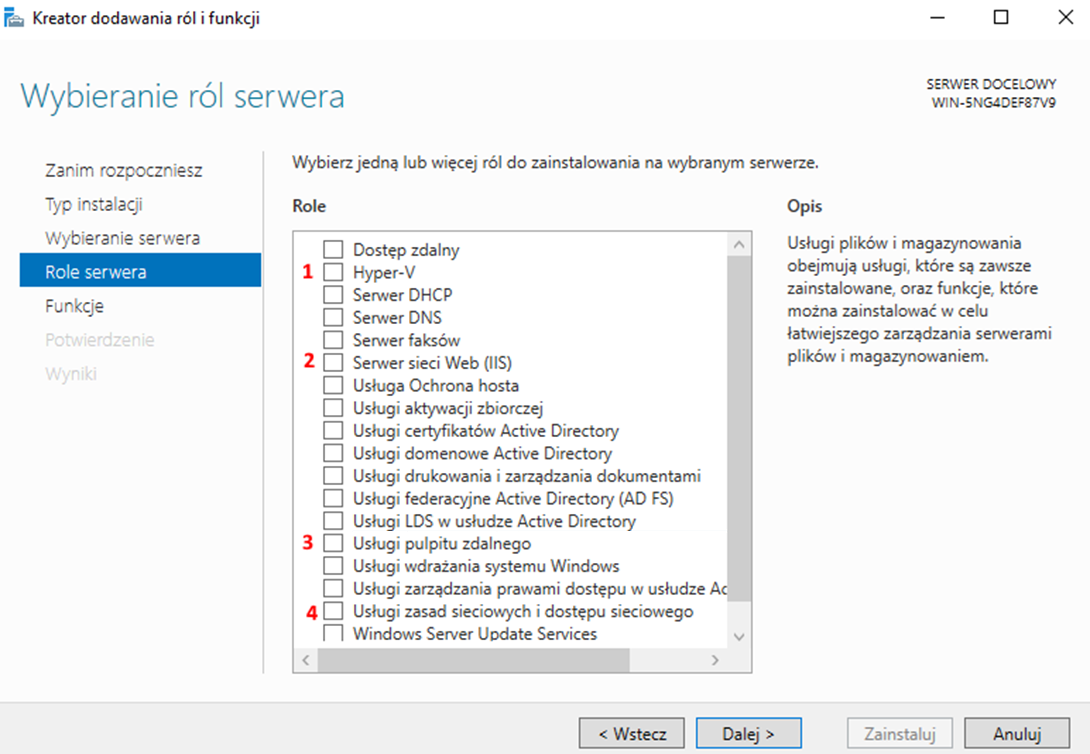 Kreator dodawania ról i funkcji
Wybieranie ról serwera
SERWER DOCELOWY
WIN-5NG4DEF87V9
Zanim rozpoczniesz
Typ instalacji
Wybieranie serwera
Role serwera
Funkcje
Potwierdzenie
Wyniki
Wybierz jedną lub więcej ról do zainstalowania na wybranym serwerze.
Role
Dostęp zdalny
1 Hyper-V
Serwer DHCP
Serwer DNS
Serwer faksów
2 Serwer sieci Web (IIS)
Usługa Ochrona hosta
Usługi aktywacji zbiorczej
Usługi certyfikatów Active Directory
Usługi domenowe Active Directory
Usługi drukowania i zarządzania dokumentami
Usługi federacyjne Active Directory (AD FS)
Usługi LDS w usłudze Active Directory
3 Usługi pulpitu zdalnego
Usługi wdrażania systemu Windows
Usługi zarządzania prawami dostępu w usłudze Ac
4 Usługi zasad sieciowych i dostępu sieciowego
Windows Server Update Services
Opis
Usługi plików i magazynowania
obejmują usługi, które są zawsze
zainstalowane, oraz funkcje, które
można zainstalować w celu
łatwiejszego zarządzania serwerami
plików i magazynowaniem.
< Wstecz
Dalej >
Zainstaluj
Anuluj